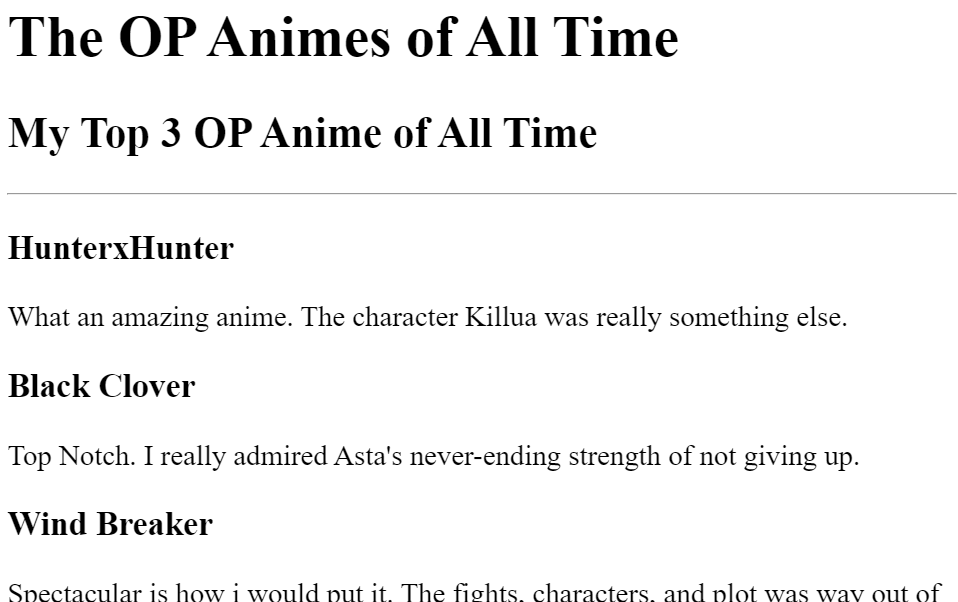 The OP Animes of All Time
My Top 3 OP Anime of All Time
HunterxHunter
What an amazing anime. The character Killua was really something else.
Black Clover
Top Notch. I really admired Asta's never-ending strength of not giving up.
Wind Breaker
Spectacular is how i would put it. The fights, characters, and plot was way out of